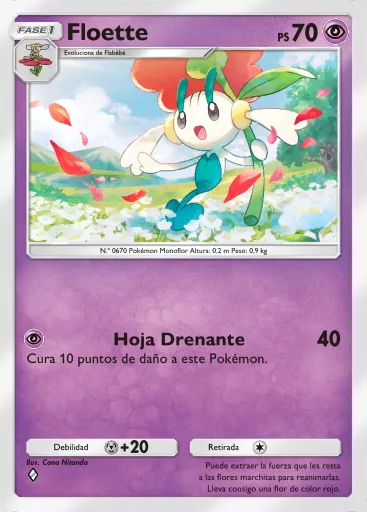 FASE 1
Floette
PS 70
Evoluciona de Flabébé
N.º 0670 Pokémon Monoflor Altura: 0,2 m Peso: 0,9 kg
Hoja Drenante 40
Cura 10 puntos de daño a este Pokémon.
Debilidad +20 Retirada
Ilus. Cona Nitanda
Puede extraer la fuerza que les resta
a las flores marchitas para reanimarlas.
Lleva consigo una flor de color rojo.